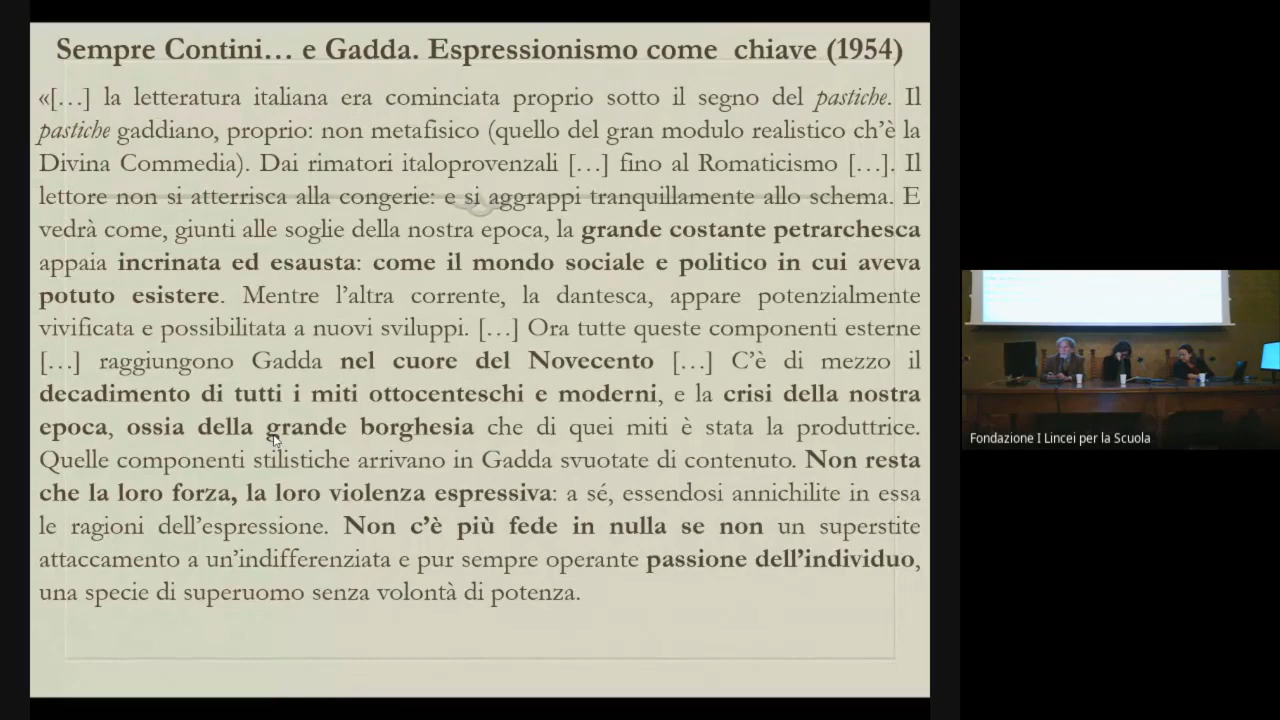 Sempre Contini… e Gadda. Espressionismo come chiave (1954)
«[…] la letteratura italiana era cominciata proprio sotto il segno del pastiche. Il
pastiche gaddiano, proprio: non metafisico (quello del gran modulo realistico ch’è la
Divina Commedia). Dai rimatori italoprovenzali […] fino al Romaticismo […]. Il
lettore non si atterrisca alla congerie: e si aggrappi tranquillamente allo schema. E
vedrà come, giunti alle soglie della nostra epoca, la grande costante petrarchesca
appaia incrinata ed esausta: come il mondo sociale e politico in cui aveva
potuto esistere. Mentre l’altra corrente, la dantesca, appare potenzialmente
vivificata e possibilitata a nuovi sviluppi. […] Ora tutte queste componenti esterne
[…] raggiungono Gadda nel cuore del Novecento […] C’è di mezzo il
decadimento di tutti i miti ottocenteschi e moderni, e la crisi della nostra
epoca, ossia della grande borghesia che di quei miti è stata la produttrice.
Quelle componenti stilistiche arrivano in Gadda svuotate di contenuto. Non resta
che la loro forza, la loro violenza espressiva: a sé, essendosi annichilite in essa
le ragioni dell’espressione. Non c’è più fede in nulla se non un superstite
attaccamento a un’indifferenziata e pur sempre operante passione dell’individuo,
una specie di superuomo senza volontà di potenza.
Fondazione I Lincei per la Scuola